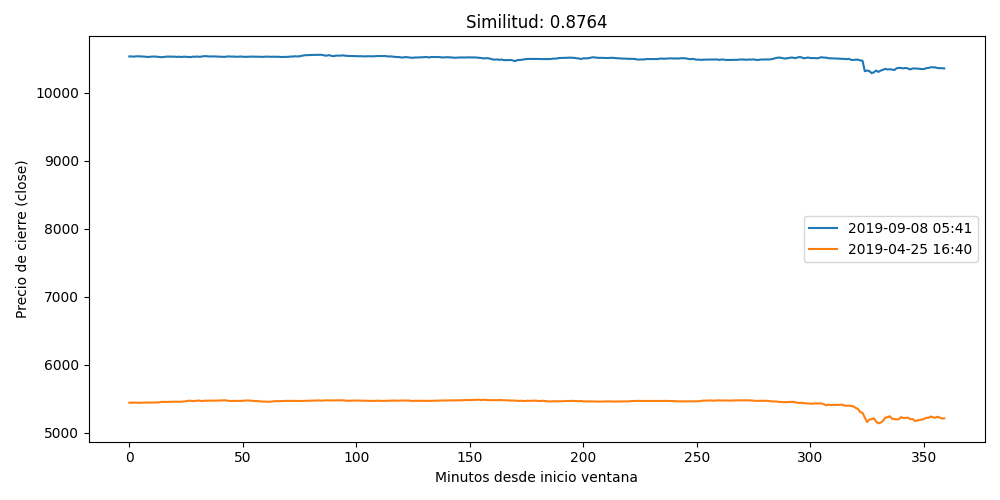 Similitud: 0.8764
Precio de cierre (close)
10000
9000
8000
7000
6000
5000
2019-09-08 05:41
2019-04-25 16:40
0 50 100 150 200 250 300 350
Minutos desde inicio ventana